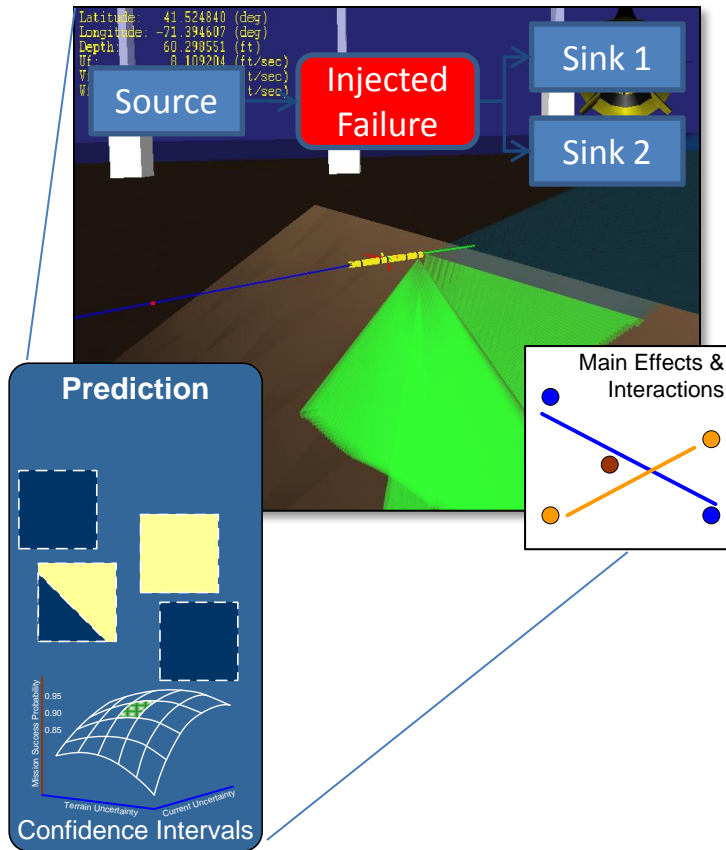 Latitude: 41.524840 (deg)
Longitude: -71.394607 (deg)
Depth: 60.298551 (ft)
Uf: 8.109204 (ft/sec)
t/sec)
t/sec)
Source
Injected
Failure
Sink 1
Sink 2
Main Effects &
Interactions
Prediction
Mission Success Probability
0.95
0.90
0.85
Terrain Uncertainty
Current Uncertainty
Confidence Intervals